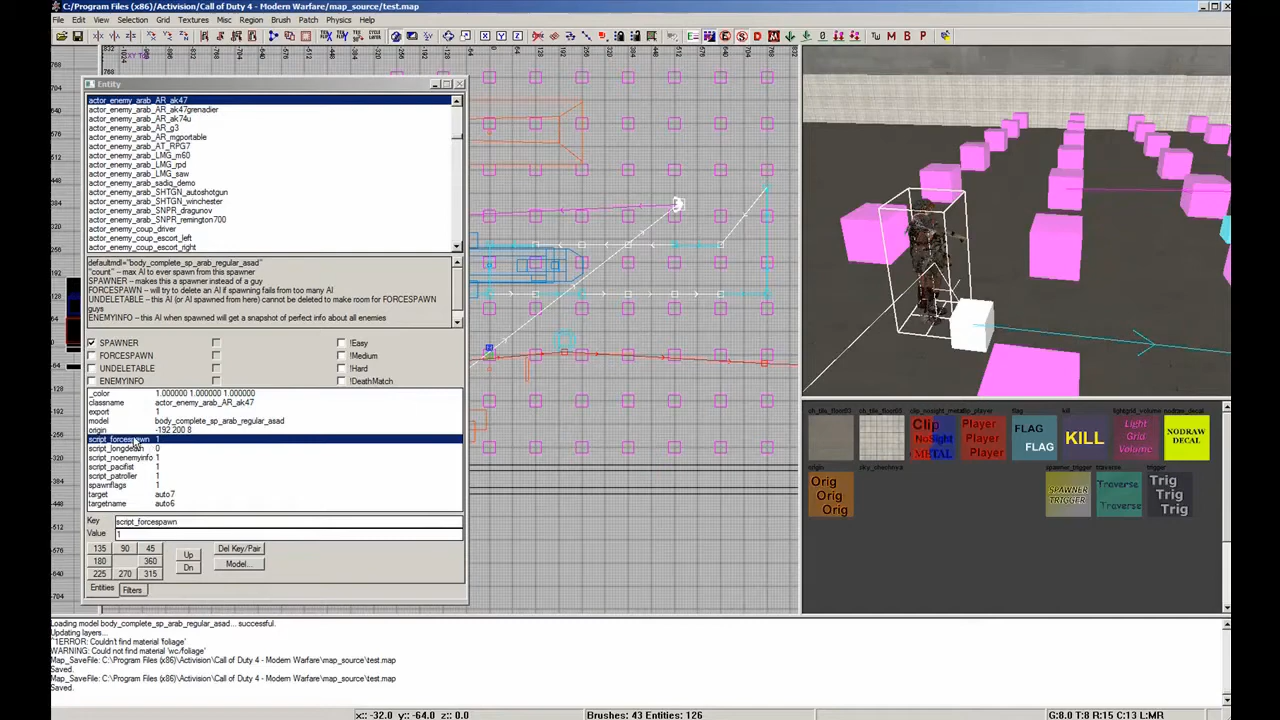 C:/Program Files (x86)/Activision/Call of Duty 4 - Modern Warfare/map_source/test.map
File Edit View Selection Grid Textures Misc Region Brush Patch Physics Help
Entity
actor_enemy_arab_AR_ak47
actor_enemy_arab_AR_ak47grenadier
actor_enemy_arab_AR_ak74u
actor_enemy_arab_AR_g3
actor_enemy_arab_AR_mgportable
actor_enemy_arab_AT_RPG7
actor_enemy_arab_LMG_m60
actor_enemy_arab_LMG_rpd
actor_enemy_arab_LMG_saw
actor_enemy_arab_sadiq_demo
actor_enemy_arab_SHTGN_autoshotgun
actor_enemy_arab_SHTGN_winchester
actor_enemy_arab_SNPR_dragunov
actor_enemy_arab_SNPR_remington700
actor_enemy_coup_driver
actor_enemy_coup_escort_left
actor_enemy_coup_escort_right
defaultmdl="body_complete_sp_arab_regular_asad"
"count" -- max AI to ever spawn from this spawner
SPAWNER -- makes this a spawner instead of a guy
FORCESPAWN -- will try to delete an AI if spawning fails from too many AI
UNDELETABLE -- this AI (or AI spawned from here) cannot be deleted to make room for FORCESPAWN
guys
ENEMYINFO -- this AI when spawned will get a snapshot of perfect info about all enemies
SPAWNER !Easy
FORCESPAWN !Medium
UNDELETABLE !Hard
ENEMYINFO !DeathMatch
_color 1.000000 1.000000 1.000000
classname actor_enemy_arab_AR_ak47
export 1
model body_complete_sp_arab_regular_asad
origin -192 200 8
script_forcespawn 1
script_longdeath 0
script_noenemyinfo 1
script_pacifist 1
script_patroller 1
spawnflags 1
target auto7
targetname auto6
Key script_forcespawn
Value 1
135 90 45
180 360
225 270 315
Up
Dn
Del Key/Pair
Model...
Entities Filters
Clip
NoSight
METAL
Player
Player
Player
flag
FLAG
FLAG
kill
KILL
Light
Grid
Volume
nodraw_decal
NODRAW
DECAL
origin
Orig
Orig
Orig
spawner_trigger
SPAWNER
TRIGGER
traverse
Traverse
Traverse
trigger
Trig
Trig
Trig
Loading model body_complete_sp_arab_regular_asad... successful.
Updating layers...
^1ERROR: Couldn't find material 'foliage'
WARNING: Could not find material 'wc/foliage'
Map_SaveFile: C:\Program Files (x86)\Activision\Call of Duty 4 - Modern Warfare\map_source\test.map
Saved.
Map_SaveFile: C:\Program Files (x86)\Activision\Call of Duty 4 - Modern Warfare\map_source\test.map
Saved.
x:: -32.0 y:: -64.0 z:: 0.0
Brushes: 43 Entities: 126
G:8.0 T:8 R:15 C:13 L:MR